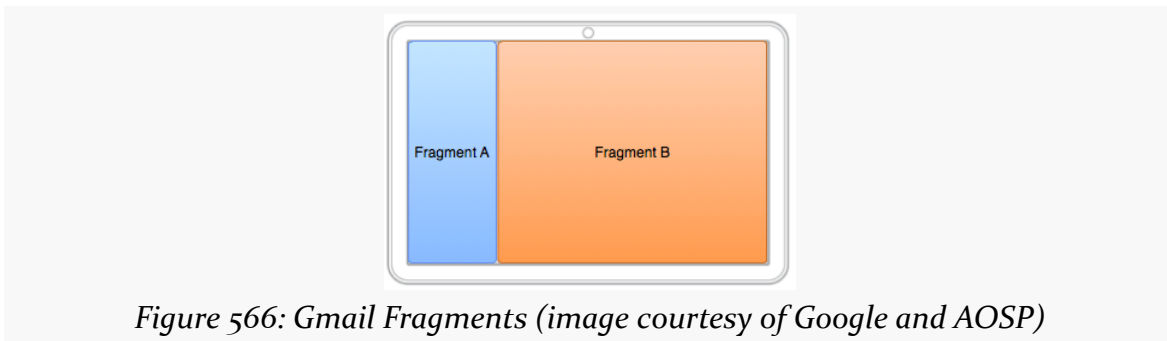 Fragment A
Fragment B
Figure 566: Gmail Fragments (image courtesy of Google and AOSP)